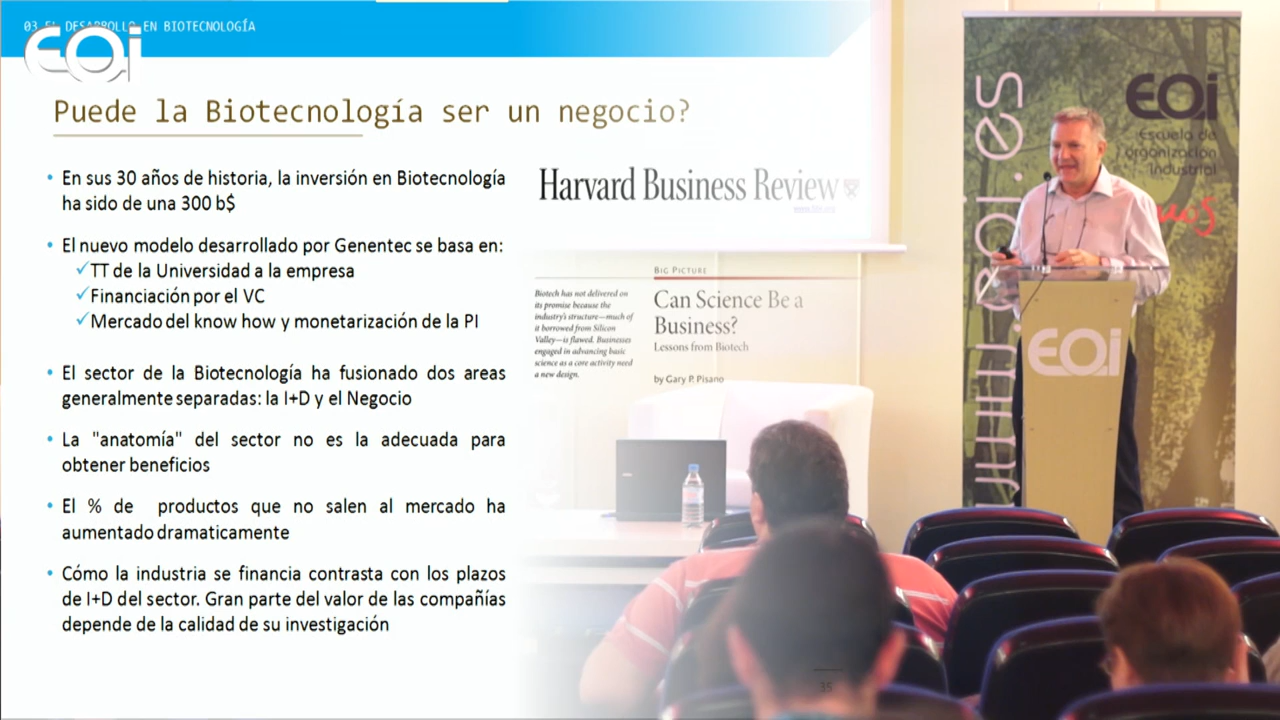 03 EL DESARROLLO EN BIOTECNOLOGÍA
EOi
Puede la Biotecnología ser un negocio?
En sus 30 años de historia, la inversión en Biotecnología
ha sido de una 300 b$
El nuevo modelo desarrollado por Genentec se basa en:
TT de la Universidad a la empresa
Financiación por el VC
Mercado del know how y monetarización de la PI
El sector de la Biotecnología ha fusionado dos areas
generalmente separadas: la I+D y el Negocio
La "anatomía" del sector no es la adecuada para
obtener beneficios
El % de productos que no salen al mercado ha
aumentado dramaticamente
Cómo la industria se financia contrasta con los plazos
de I+D del sector. Gran parte del valor de las compañías
depende de la calidad de su investigación
Harvard Business Review
www.hbr.org
BIG PICTURE
Biotech has not delivered on
its promise because the
industry's structure—much of
it borrowed from Silicon
Valley—is flawed. Businesses
engaged in advancing basic
science as a core activity need
a new design.
Can Science Be a
Business?
Lessons from Biotech
by Gary P. Pisano
35
www.eoi.es
EOi
Escuela de
organización
industrial
EOi